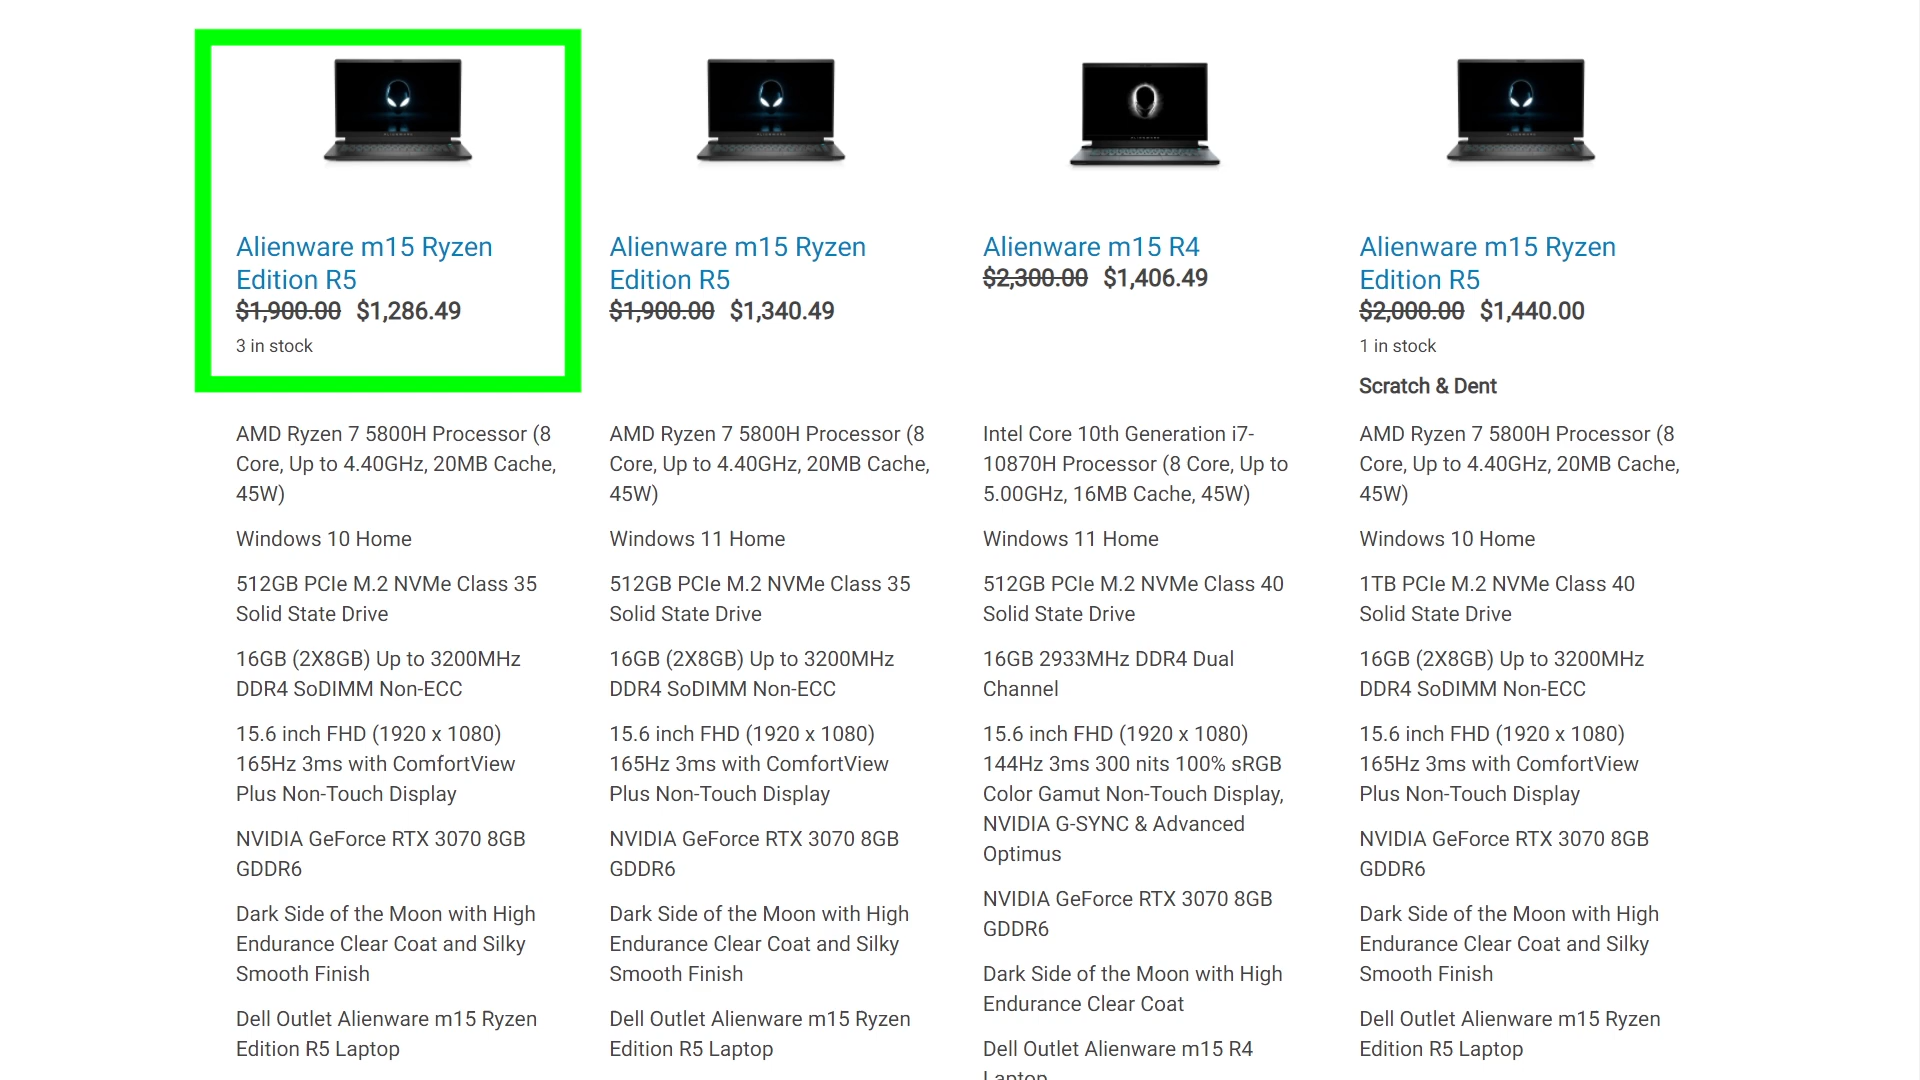 Alienware m15 Ryzen
Edition R5
$1,900.00 $1,286.49
3 in stock
AMD Ryzen 7 5800H Processor (8
Core, Up to 4.40GHz, 20MB Cache,
45W)
Windows 10 Home
512GB PCIe M.2 NVMe Class 35
Solid State Drive
16GB (2X8GB) Up to 3200MHz
DDR4 SoDIMM Non-ECC
15.6 inch FHD (1920 x 1080)
165Hz 3ms with ComfortView
Plus Non-Touch Display
NVIDIA GeForce RTX 3070 8GB
GDDR6
Dark Side of the Moon with High
Endurance Clear Coat and Silky
Smooth Finish
Dell Outlet Alienware m15 Ryzen
Edition R5 Laptop
Alienware m15 Ryzen
Edition R5
$1,900.00 $1,340.49
AMD Ryzen 7 5800H Processor (8
Core, Up to 4.40GHz, 20MB Cache,
45W)
Windows 11 Home
512GB PCIe M.2 NVMe Class 35
Solid State Drive
16GB (2X8GB) Up to 3200MHz
DDR4 SoDIMM Non-ECC
15.6 inch FHD (1920 x 1080)
165Hz 3ms with ComfortView
Plus Non-Touch Display
NVIDIA GeForce RTX 3070 8GB
GDDR6
Dark Side of the Moon with High
Endurance Clear Coat and Silky
Smooth Finish
Dell Outlet Alienware m15 Ryzen
Edition R5 Laptop
Alienware m15 R4
$2,300.00 $1,406.49
Intel Core 10th Generation i7-
10870H Processor (8 Core, Up to
5.00GHz, 16MB Cache, 45W)
Windows 11 Home
512GB PCIe M.2 NVMe Class 40
Solid State Drive
16GB 2933MHz DDR4 Dual
Channel
15.6 inch FHD (1920 x 1080)
144Hz 3ms 300 nits 100% sRGB
Color Gamut Non-Touch Display,
NVIDIA G-SYNC & Advanced
Optimus
NVIDIA GeForce RTX 3070 8GB
GDDR6
Dark Side of the Moon with High
Endurance Clear Coat
Dell Outlet Alienware m15 R4
Laptop
Alienware m15 Ryzen
Edition R5
$2,000.00 $1,440.00
1 in stock
Scratch & Dent
AMD Ryzen 7 5800H Processor (8
Core, Up to 4.40GHz, 20MB Cache,
45W)
Windows 10 Home
1TB PCIe M.2 NVMe Class 40
Solid State Drive
16GB (2X8GB) Up to 3200MHz
DDR4 SoDIMM Non-ECC
15.6 inch FHD (1920 x 1080)
165Hz 3ms with ComfortView
Plus Non-Touch Display
NVIDIA GeForce RTX 3070 8GB
GDDR6
Dark Side of the Moon with High
Endurance Clear Coat and Silky
Smooth Finish
Dell Outlet Alienware m15 Ryzen
Edition R5 Laptop